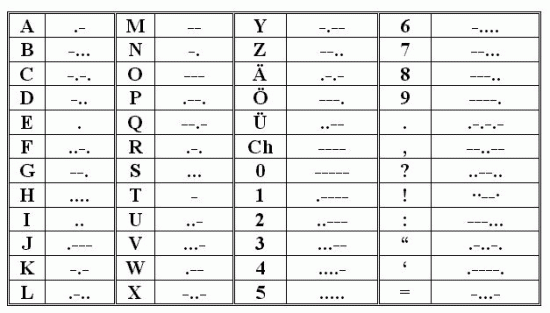 A .- M -- Y -.-- 6 -....
B -... N -. Z --.. 7 --...
C -.-. O --- Ä .-.- 8 ---..
D -.. P .--. Ö ---. 9 ----.
E . Q --.- Ü ..-- . .-.-.-
F ..-. R .-. Ch ---- , --..--
G --. S ... 0 ----- ? ..--..
H .... T - 1 .---- ! ··--·
I .. U ..- 2 ..--- : ---...
J .--- V ...- 3 ...-- “ .-..-.
K -.- W .-- 4 ....- ‘ .----.
L .-.. X -..- 5 ..... = -...-